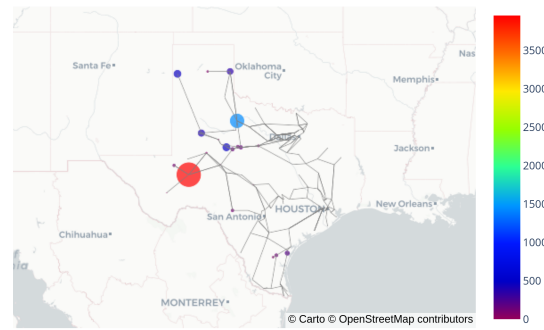 Santa Fe
Oklahoma
City
Nas
Memphis
Dallas
Jackson
HOUSTON
New Orleans
San Antonio
Chihuahua
MONTERREY
© Carto © OpenStreetMap contributors
3500
3000
2500
2000
1500
1000
500
0